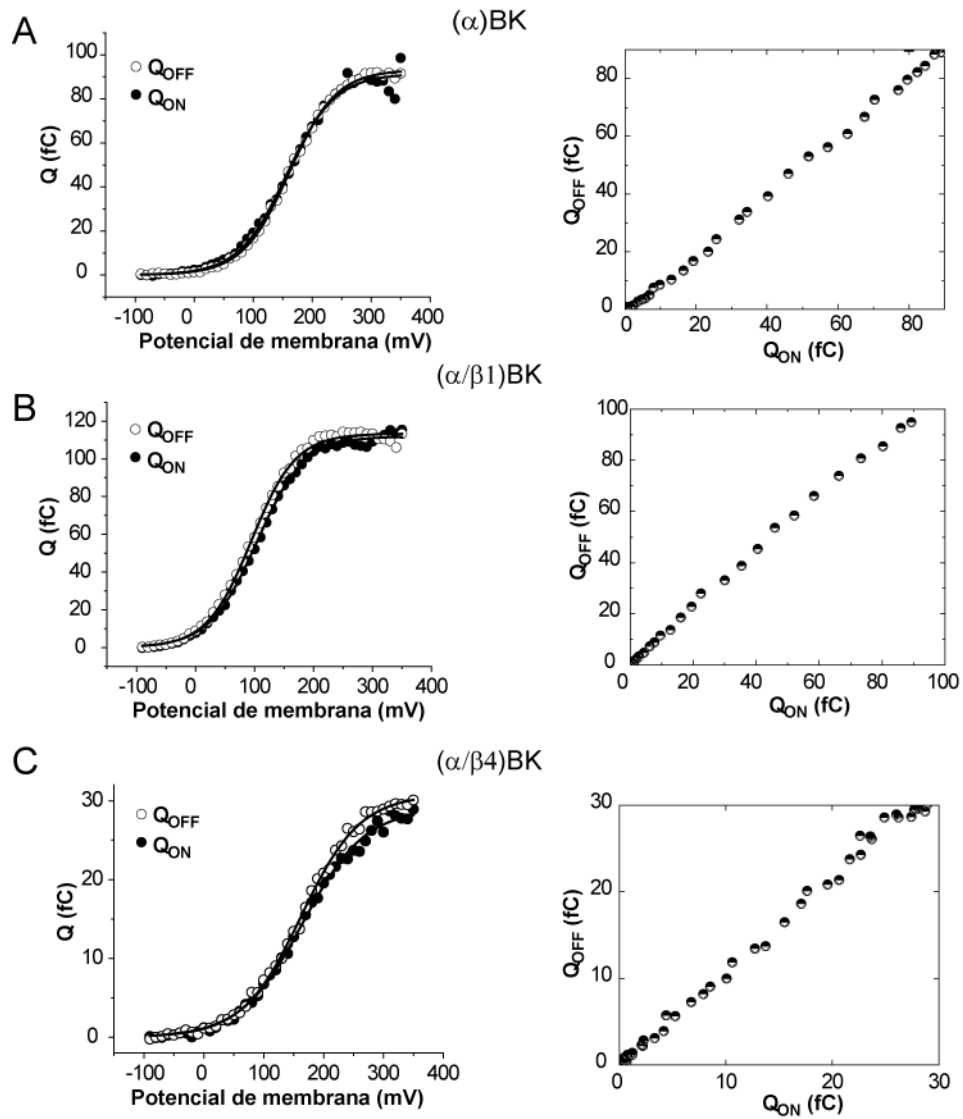 A
(α)BK
Q (fC)
100
80
60
40
20
0
Q_OFF
Q_ON
-100 0 100 200 300 400
Potencial de membrana (mV)
Q_OFF (fC)
80
60
40
20
0
0 20 40 60 80
Q_ON (fC)
B
(α/β1)BK
Q (fC)
120
100
80
60
40
20
0
Q_OFF
Q_ON
-100 0 100 200 300 400
Potencial de membrana (mV)
Q_OFF (fC)
100
80
60
40
20
0
0 20 40 60 80 100
Q_ON (fC)
C
(α/β4)BK
Q (fC)
30
20
10
0
Q_OFF
Q_ON
-100 0 100 200 300 400
Potencial de membrana (mV)
Q_OFF (fC)
30
20
10
0
0 10 20 30
Q_ON (fC)